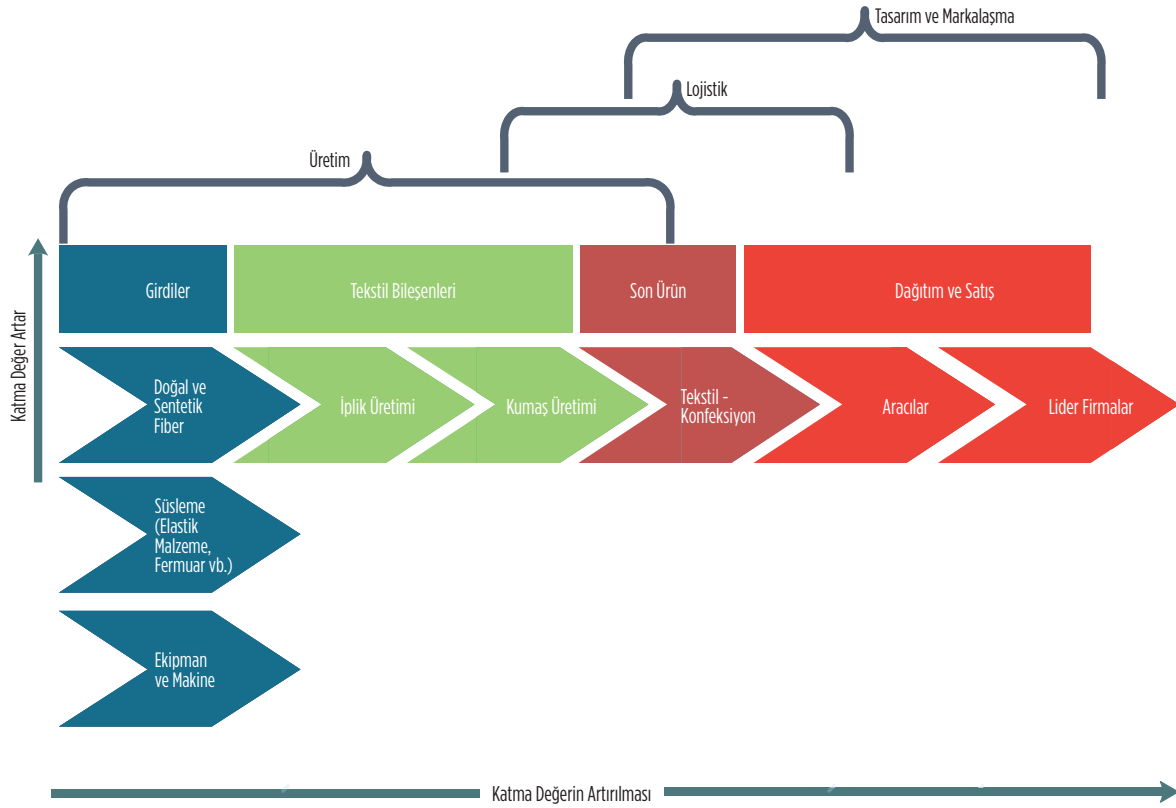 Tasarım ve Markalaşma
Lojistik
Üretim
Katma Değer Artar
Girdiler
Tekstil Bileşenleri
Son Ürün
Dağıtım ve Satış
Doğal ve
Sentetik
Fiber
İplik Üretimi
Kumaş Üretimi
Tekstil -
Konfeksiyon
Aracılar
Lider Firmalar
Süsleme
(Elastik
Malzeme,
Fermuar vb.)
Ekipman
ve Makine
Katma Değerin Artırılması